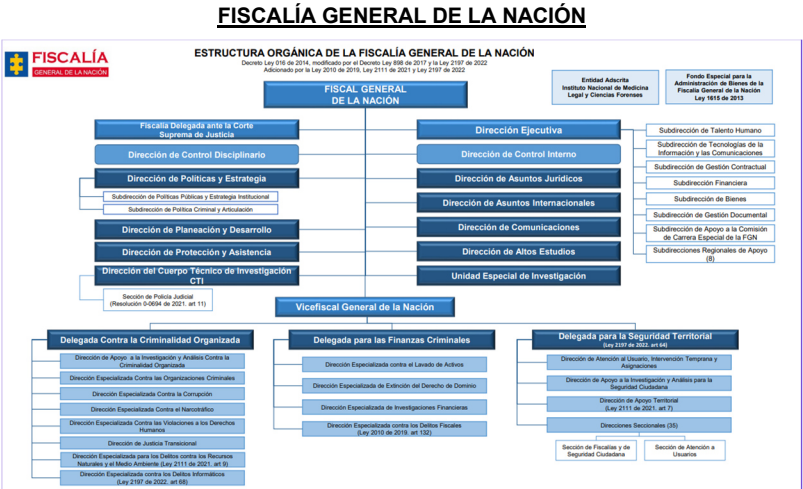 FISCALÍA GENERAL DE LA NACIÓN
FISCALÍA
GENERAL DE LA NACIÓN
ESTRUCTURA ORGÁNICA DE LA FISCALÍA GENERAL DE LA NACIÓN
Decreto Ley 016 de 2014, modificado por el Decreto Ley 898 de 2017 y la Ley 2197 de 2022
Adicionado por la Ley 2010 de 2019, Ley 2111 de 2021 y Ley 2197 de 2022
Entidad Adscrita
Instituto Nacional de Medicina
Legal y Ciencias Forenses
Fondo Especial para la
Administración de Bienes de la
Fiscalía General de la Nación
Ley 1615 de 2013
FISCAL GENERAL
DE LA NACIÓN
Fiscalía Delegada ante la Corte
Suprema de Justicia
Dirección de Control Disciplinario
Dirección de Políticas y Estrategia
Subdirección de Políticas Públicas y Estrategia Institucional
Subdirección de Política Criminal y Articulación
Dirección de Planeación y Desarrollo
Dirección de Protección y Asistencia
Dirección del Cuerpo Técnico de Investigación
CTI
Sección de Policía Judicial
(Resolución 0-0694 de 2021. art 11)
Dirección Ejecutiva
Dirección de Control Interno
Dirección de Asuntos Jurídicos
Dirección de Asuntos Internacionales
Dirección de Comunicaciones
Dirección de Altos Estudios
Unidad Especial de Investigación
Subdirección de Talento Humano
Subdirección de Tecnologías de la
Información y las Comunicaciones
Subdirección de Gestión Contractual
Subdirección Financiera
Subdirección de Bienes
Subdirección de Gestión Documental
Subdirección de Apoyo a la Comisión
de Carrera Especial de la FGN
Subdirecciones Regionales de Apoyo
(8)
Vicefiscal General de la Nación
Delegada Contra la Criminalidad Organizada
Dirección de Apoyo a la Investigación y Análisis Contra la
Criminalidad Organizada
Dirección Especializada Contra las Organizaciones Criminales
Dirección Especializada Contra la Corrupción
Dirección Especializada Contra el Narcotráfico
Dirección Especializada Contra las Violaciones a los Derechos
Humanos
Dirección de Justicia Transicional
Dirección Especializada para los Delitos contra los Recursos
Naturales y el Medio Ambiente (Ley 2111 de 2021. art 9)
Dirección Especializada contra los Delitos Informáticos
(Ley 2197 de 2022. art 68)
Delegada para las Finanzas Criminales
Dirección Especializada contra el Lavado de Activos
Dirección Especializada de Extinción del Derecho de Dominio
Dirección Especializada de Investigaciones Financieras
Dirección Especializada contra los Delitos Fiscales
(Ley 2010 de 2019. art 132)
Delegada para la Seguridad Territorial
(Ley 2197 de 2022. art 64)
Dirección de Atención al Usuario, Intervención Temprana y
Asignaciones
Dirección de Apoyo a la Investigación y Análisis para la
Seguridad Ciudadana
Dirección de Apoyo Territorial
(Ley 2111 de 2021. art 7)
Direcciones Seccionales (35)
Sección de Fiscalías y de
Seguridad Ciudadana
Sección de Atención a
Usuarios